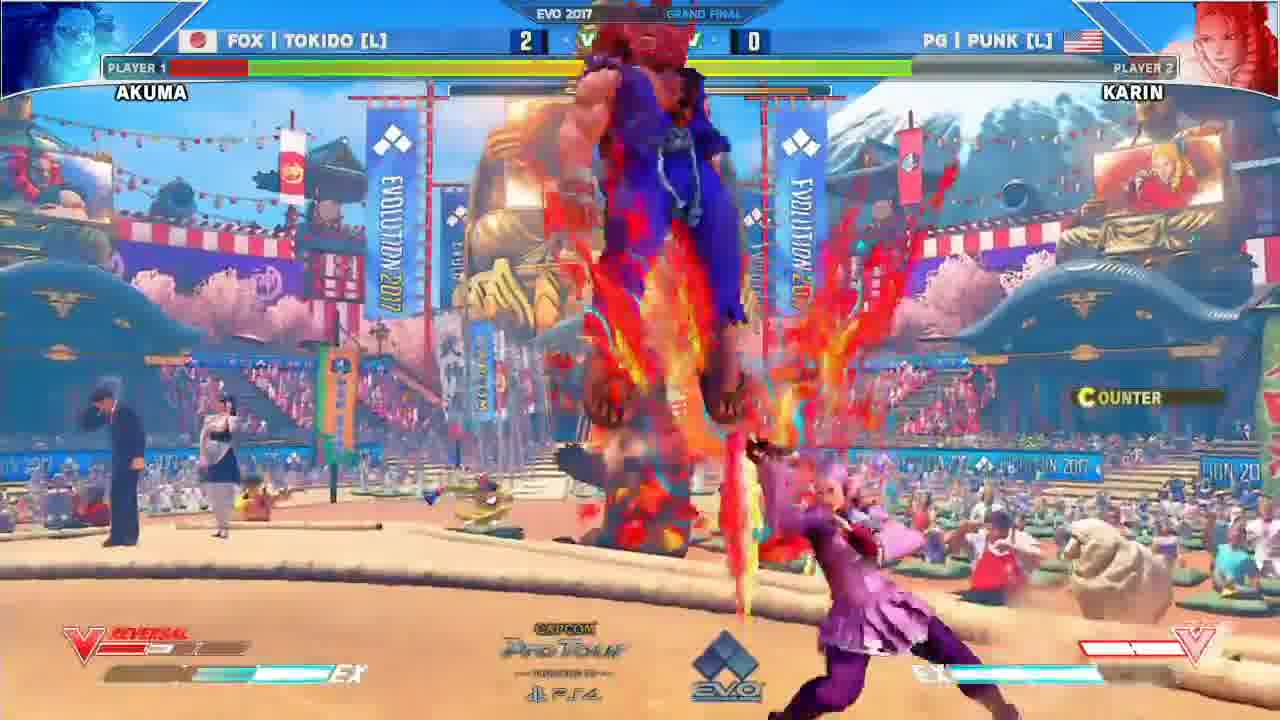 EVO 2017 GRAND FINAL
FOX | TOKIDO [L] 2 V V 0 PG | PUNK [L]
PLAYER 1 PLAYER 2
AKUMA KARIN
EVOLUTION 2017 EVOLUTION 2017
COUNTER
V REVERSAL V
EX EX
CAPCOM
PRO TOUR
PS4
EVO